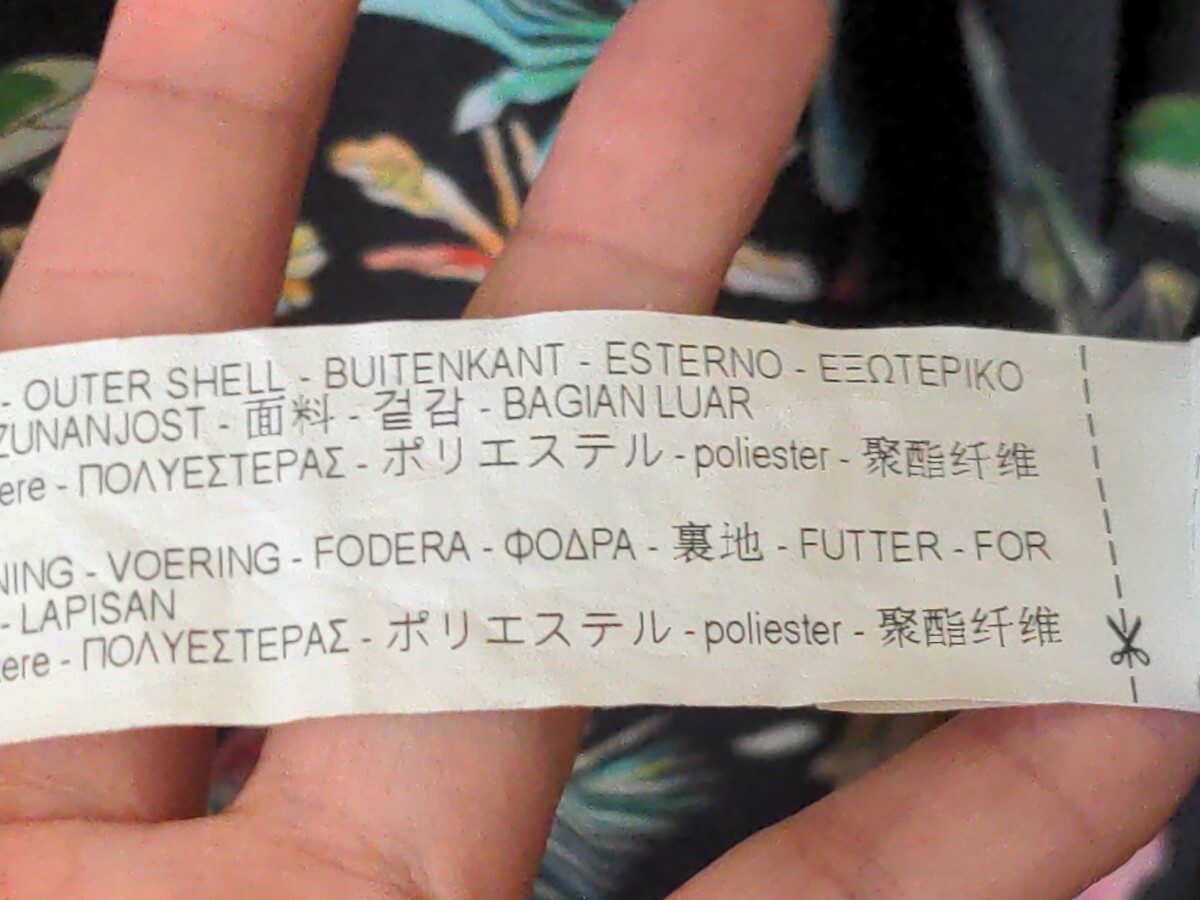 - OUTER SHELL - BUITENKANT - ESTERNO - ΕΞΩΤΕΡΙΚΟ
ZUNANJOST - 面料 - 겉감 - BAGIAN LUAR
ere - ΠΟΛΥΕΣΤΕΡΑΣ - ポリエステル - poliester - 聚酯纤维
NING - VOERING - FODERA - ΦΟΔΡΑ - 裏地 - FUTTER - FOR
- LAPISAN
tere - ΠΟΛΥΕΣΤΕΡΑΣ - ポリエステル - poliester - 聚酯纤维